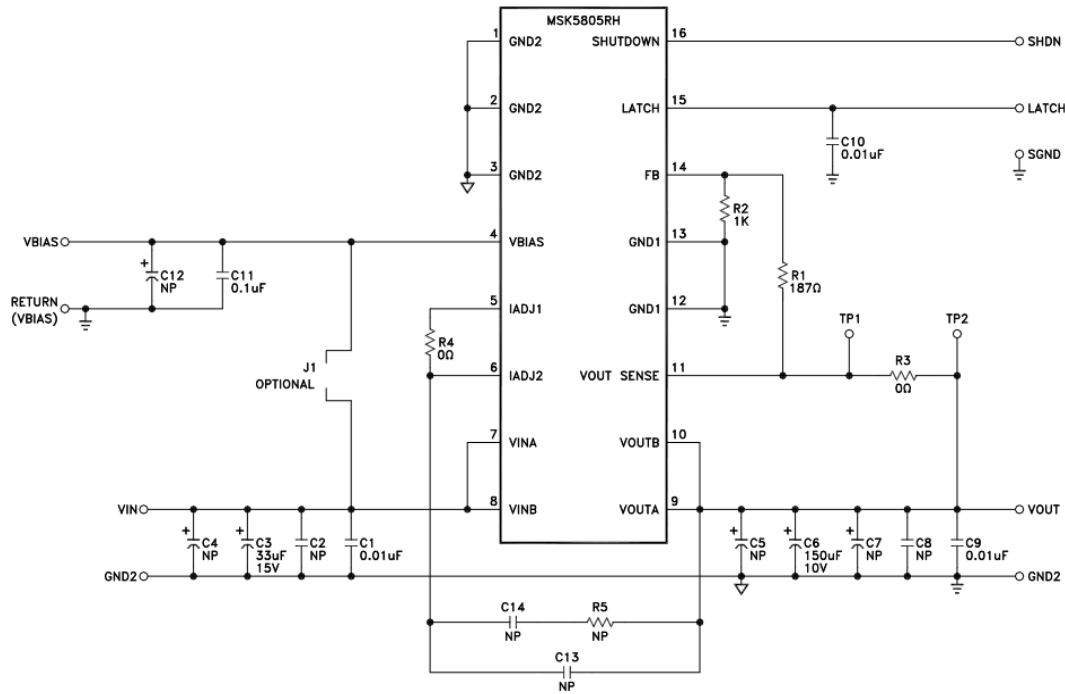 MSK5805RH
1
GND2
SHUTDOWN
16
SHDN
2
GND2
LATCH
15
LATCH
C10
0.01uF
SGND
3
GND2
FB
14
R2
1K
VBIAS
4
VBIAS
GND1
13
+
C12
NP
C11
0.1uF
R1
187Ω
RETURN
(VBIAS)
5
IADJ1
GND1
12
R4
0Ω
TP1
TP2
J1
OPTIONAL
6
IADJ2
VOUT SENSE
11
R3
0Ω
7
VINA
VOUTB
10
VIN
8
VINB
VOUTA
9
VOUT
+
C4
NP
+
C3
33uF
15V
C2
NP
C1
0.01uF
+
C5
NP
+
C6
150uF
10V
+
C7
NP
C8
NP
C9
0.01uF
GND2
GND2
C14
NP
R5
NP
C13
NP